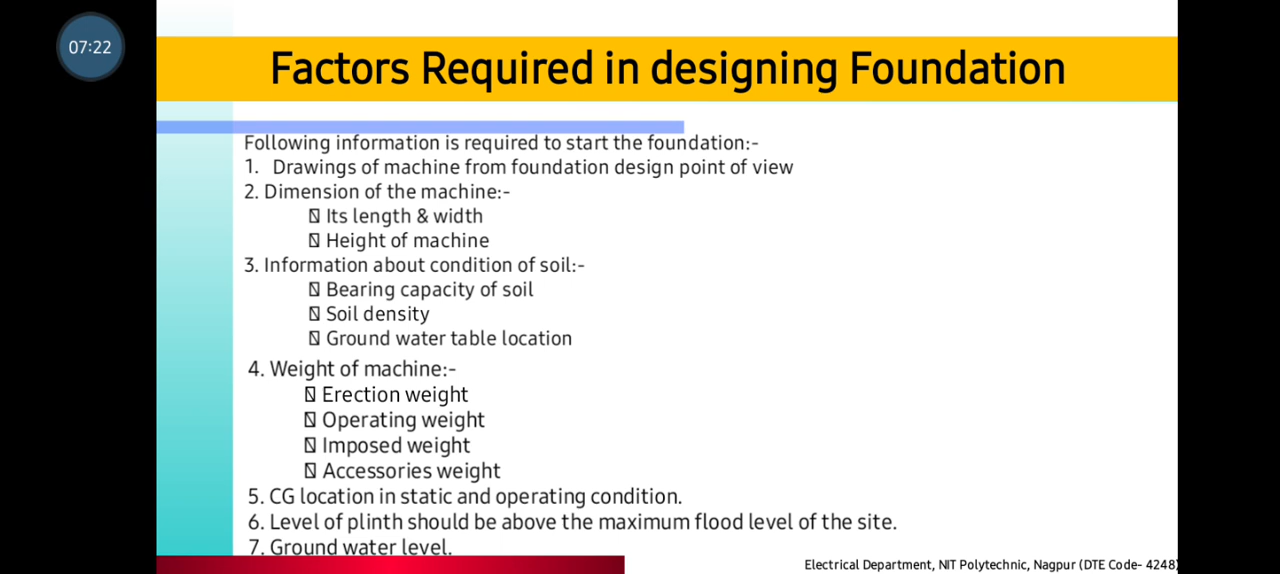 07:22
Factors Required in designing Foundation
Following information is required to start the foundation:-
1. Drawings of machine from foundation design point of view
2. Dimension of the machine:-
Its length & width
Height of machine
3. Information about condition of soil:-
Bearing capacity of soil
Soil density
Ground water table location
4. Weight of machine:-
Erection weight
Operating weight
Imposed weight
Accessories weight
5. CG location in static and operating condition.
6. Level of plinth should be above the maximum flood level of the site.
7. Ground water level.
Electrical Department, NIT Polytechnic, Nagpur (DTE Code- 4248)